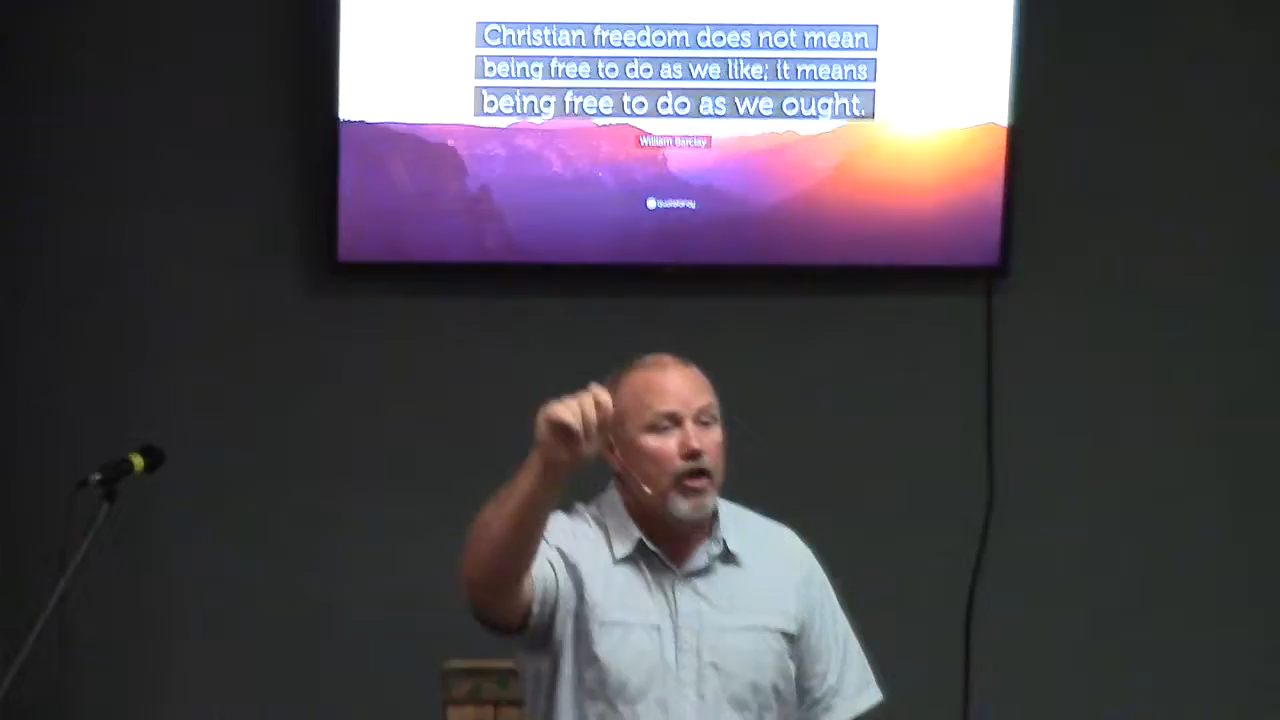 Christian freedom does not mean
being free to do as we like; it means
being free to do as we ought.
William Barclay
quotefancy